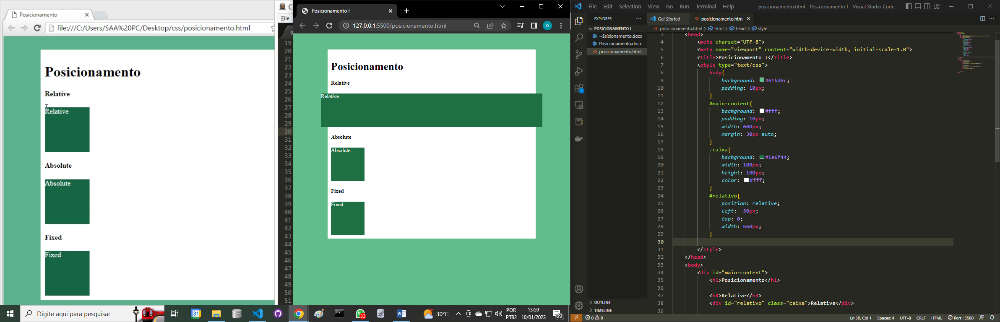 Posicionamento
file:///C:/Users/SAA%20PC/Desktop/css/posicionamento.html
Posicionamento
Relative
Relative
Absolute
Absolute
Fixed
Fixed
File
19
20
21
22
23
24
25
26
27
28
29
30
31
32
33
34
35
36
37
38
39
40
41
42
43
44
45
46
47
48
49
50
51
Posicionamento I
127.0.0.1:5500/posicionamento.html
O
Posicionamento
Relative
Relative
Absolute
Absolute
Fixed
Fixed
File Edit Selection View Go Run Terminal Help
posicionamento.html - Posicionamento I - Visual Studio Code
EXPLORER
Get Started
posicionamento.html
POSICIONAMENTO I
~$sicionamento.docx
Posicionamento.docx
posicionamento.html
1
posicionamento.html > html > head > style
3 <head>
4 <meta charset="UTF-8">
5 <meta name="viewport" content="width=device-width, initial-scale=1.0">
6 <title>Posicionamento I</title>
7 <style type="text/css">
8 body{
9 background: #61bd8c;
10 padding: 10px;
11 }
12 #main-content{
13 background: #fff;
14 padding: 10px;
15 width: 600px;
16 margin: 30px auto;
17 }
18 .caixa{
19 background: #1e6f44;
20 width: 100px;
21 height: 100px;
22 color: #fff;
23 }
24 #relativo{
25 position: relative;
26 left: -30px;
27 top: 0;
28 width: 660px;
29 }
30
31 </style>
32 </head>
33 <body>
34 <div id="main-content">
35 <h1>Posicionamento</h1>
36
37 <h4>Relative</h4>
38 <div id="relativo" class="caixa">Relative</div>
39
OUTLINE
TIMELINE
0 0
Ln 30, Col 1 Spaces: 4 UTF-8 CRLF HTML Port : 5500
Digite aqui para pesquisar
31
33
30°C
POR
PTB2
13:59
10/01/2023
22